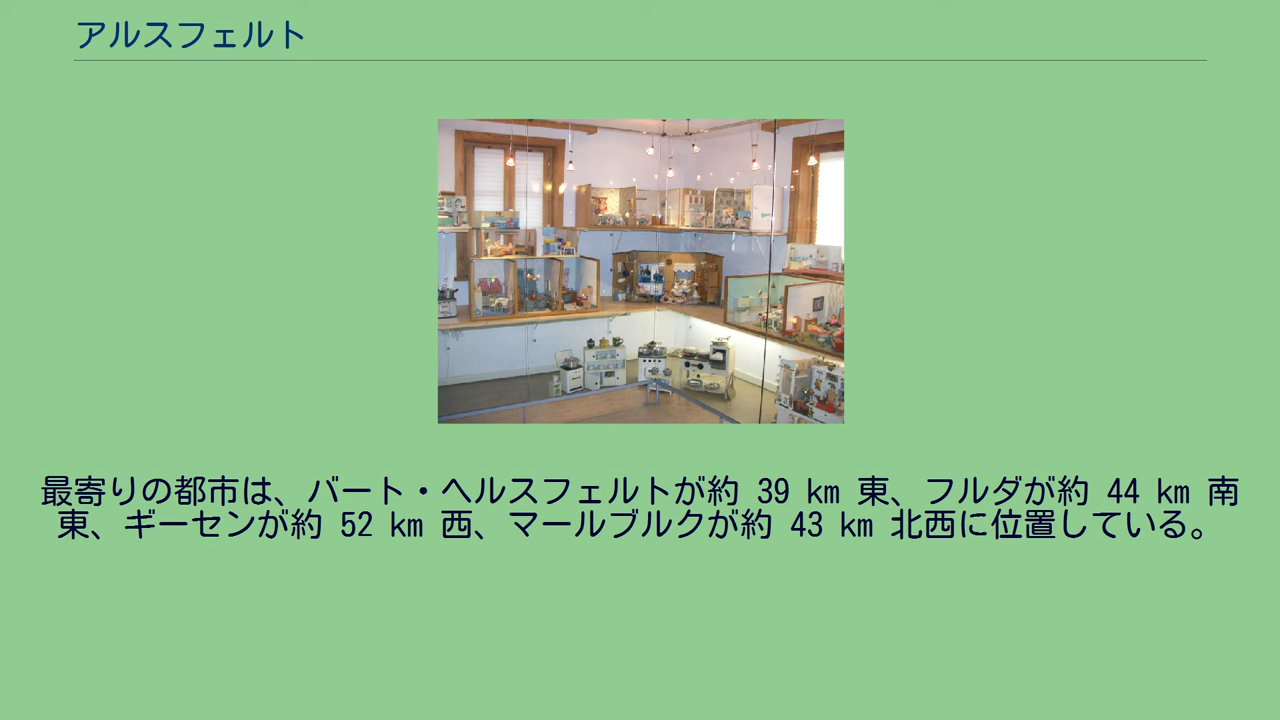 アルスフェルト
最寄りの都市は、バート・ヘルスフェルトが約 39 km 東、フルダが約 44 km 南
東、ギーセンが約 52 km 西、マールブルクが約 43 km 北西に位置している。